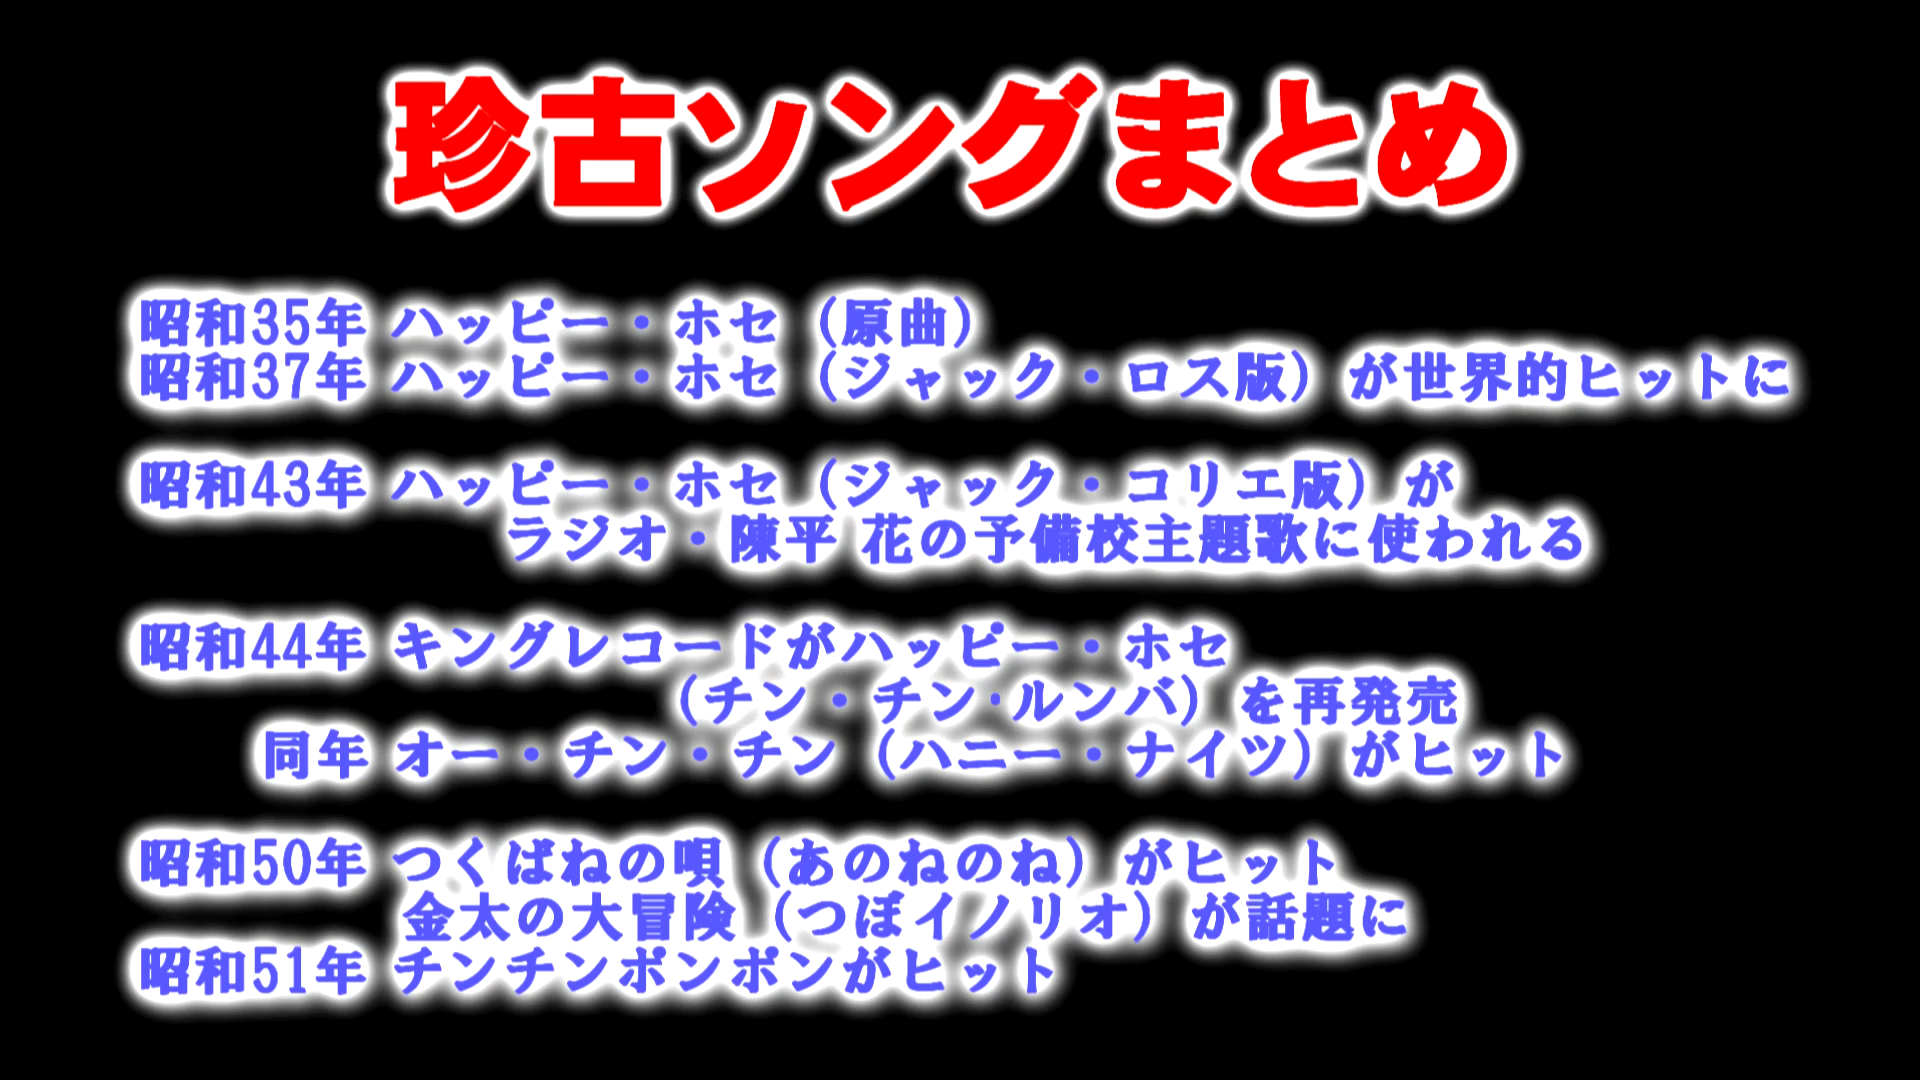 珍古ソングまとめ
昭和35年 ハッピー・ホセ（原曲）
昭和37年 ハッピー・ホセ（ジャック・ロス版）が世界的ヒットに
昭和43年 ハッピー・ホセ（ジャック・コリエ版）が
ラジオ・陳平 花の予備校主題歌に使われる
昭和44年 キングレコードがハッピー・ホセ
（チン・チン・ルンバ）を再発売
同年 オー・チン・チン（ハニー・ナイツ）がヒット
昭和50年 つくばねの唄（あのねのね）がヒット
金太の大冒険（つぼイノリオ）が話題に
昭和51年 チンチンポンポンがヒット